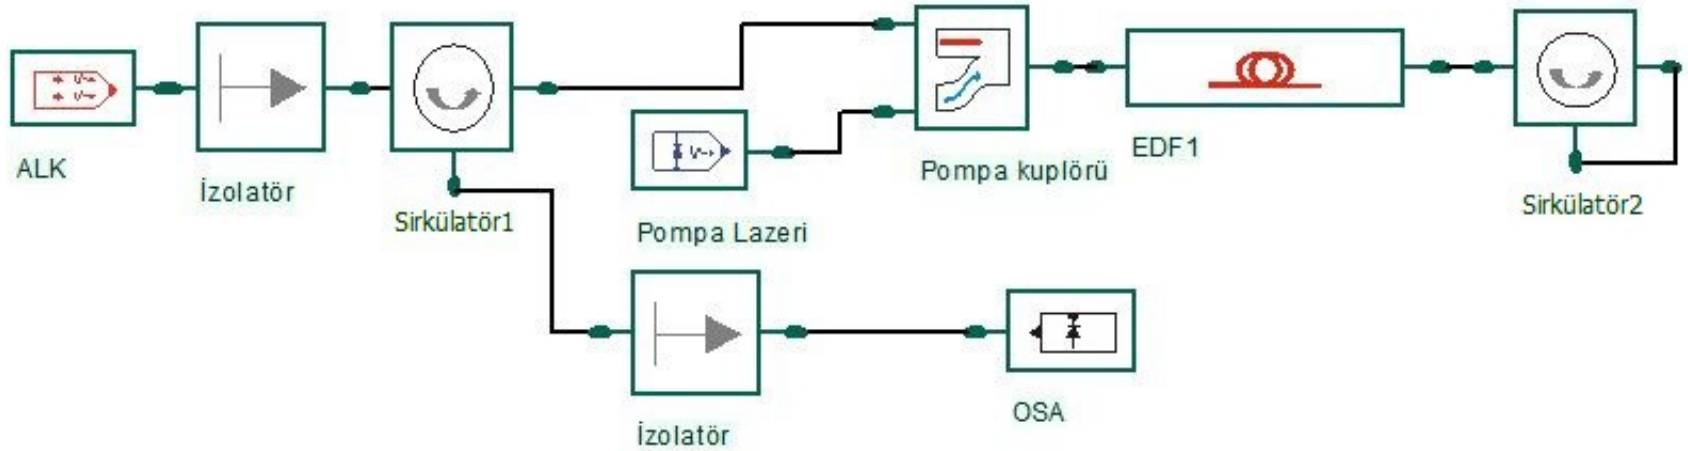 ALK
İzolatör
Sirkülatör1
Pompa Lazeri
Pompa kuplörü
EDF1
Sirkülatör2
İzolatör
OSA